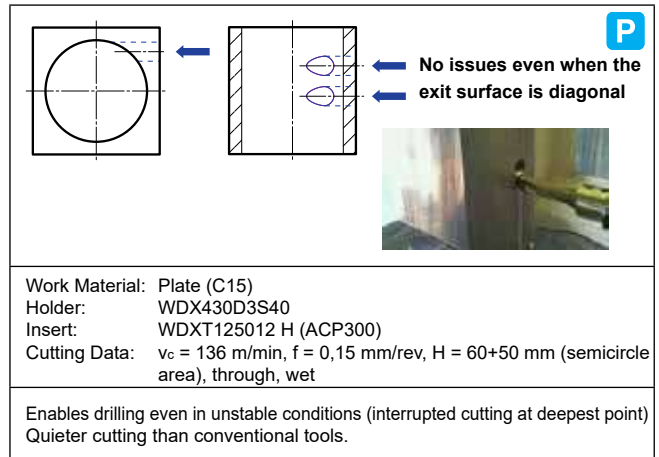 P
No issues even when the
exit surface is diagonal
Work Material: Plate (C15)
Holder: WDX430D3S40
Insert: WDXT125012 H (ACP300)
Cutting Data: vc = 136 m/min, f = 0,15 mm/rev, H = 60+50 mm (semicircle
area), through, wet
Enables drilling even in unstable conditions (interrupted cutting at deepest point)
Quieter cutting than conventional tools.